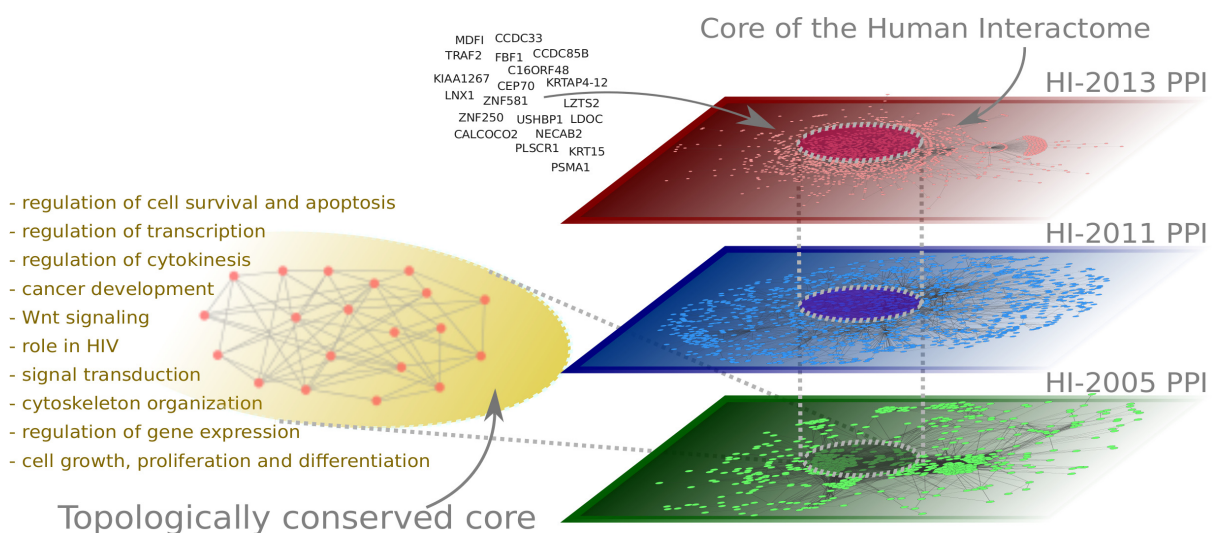 Core of the Human Interactome
MDFI CCDC33
TRAF2 FBF1 CCDC85B
C16ORF48
KIAA1267 CEP70 KRTAP4-12
LNX1 ZNF581 LZTS2
ZNF250 USHBP1 LDOC
CALCOCO2 NECAB2
PLSCR1 KRT15
PSMA1
HI-2013 PPI
HI-2011 PPI
HI-2005 PPI
- regulation of cell survival and apoptosis
- regulation of transcription
- regulation of cytokinesis
- cancer development
- Wnt signaling
- role in HIV
- signal transduction
- cytoskeleton organization
- regulation of gene expression
- cell growth, proliferation and differentiation
Topologically conserved core